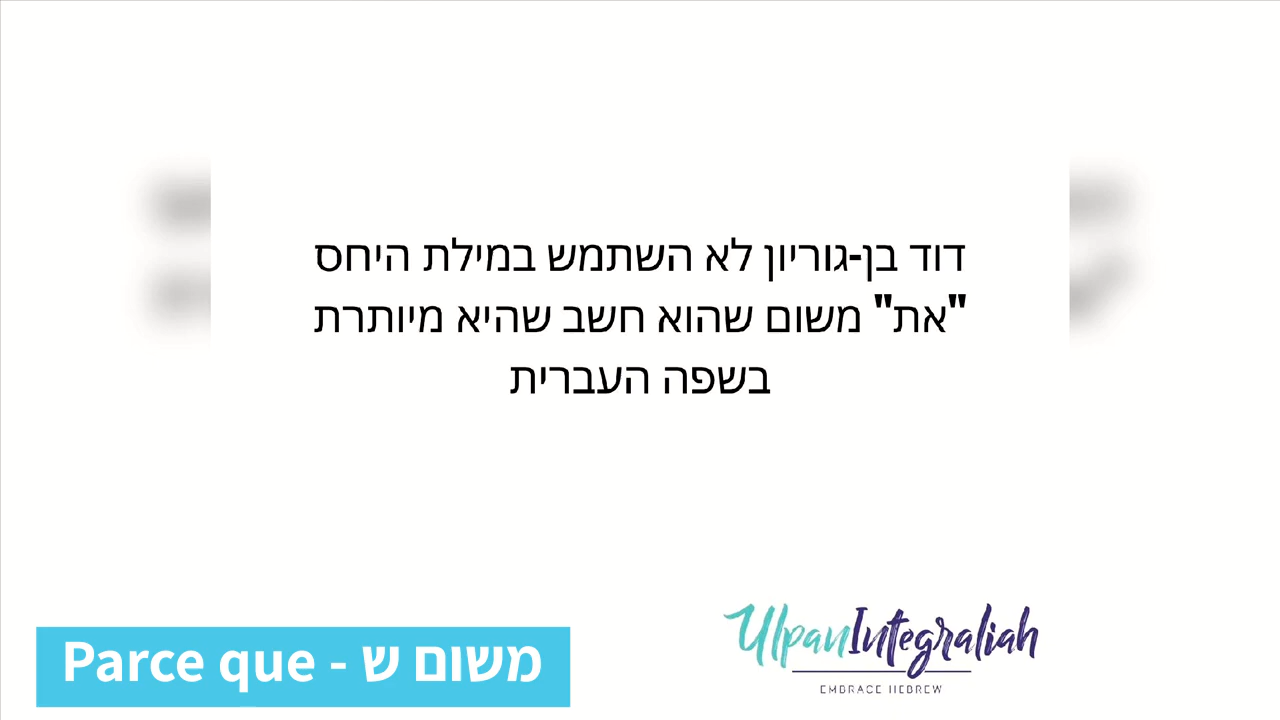 דוד בן-גוריון לא השתמש במילת היחס
"את" משום שהוא חשב שהיא מיותרת
בשפה העברית
Parce que - משום ש
UlpanIntegraliah
EMBRACE HEBREW